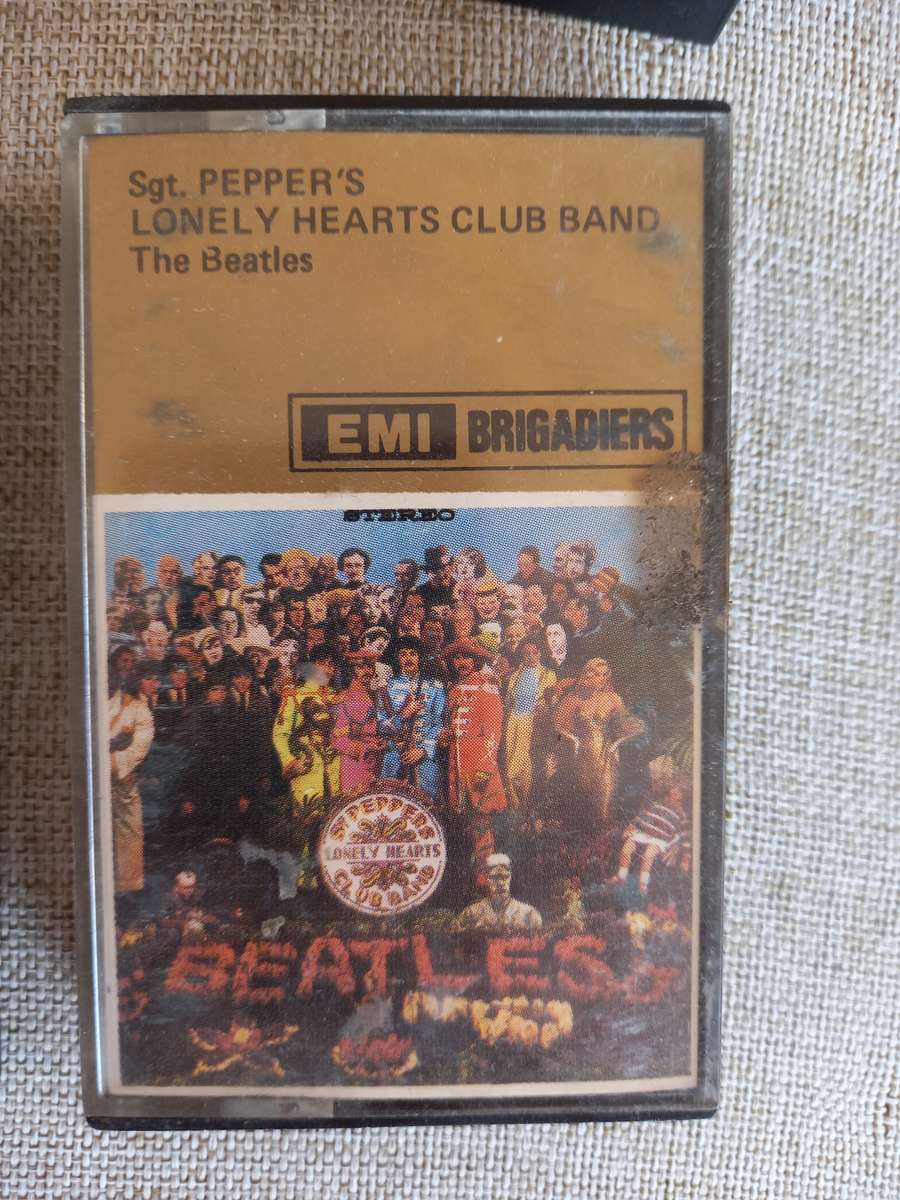 Sgt. PEPPER'S
LONELY HEARTS CLUB BAND
The Beatles
EMI BRIGADIERS
STEREO
SGT PEPPERS
LONELY HEARTS
CLUB BAND
BEATLES